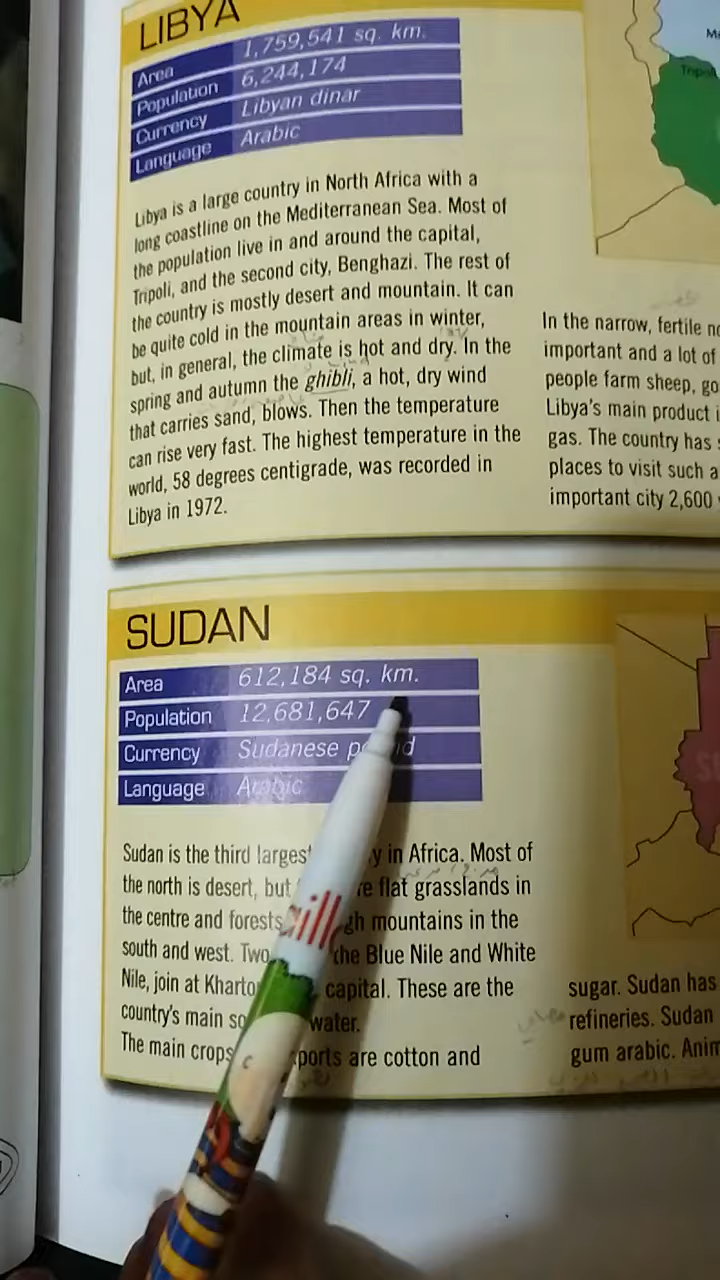 LIBYA
Area 1,759,541 sq. km.
Population 6,244,174
Currency Libyan dinar
Language Arabic
Libya is a large country in North Africa with a
long coastline on the Mediterranean Sea. Most of
the population live in and around the capital,
Tripoli, and the second city, Benghazi. The rest of
the country is mostly desert and mountain. It can
be quite cold in the mountain areas in winter,
but, in general, the climate is hot and dry. In the
spring and autumn the ghibli, a hot, dry wind
that carries sand, blows. Then the temperature
can rise very fast. The highest temperature in the
world, 58 degrees centigrade, was recorded in
Libya in 1972.
Tripoli
In the narrow, fertile
important and a lot of
people farm sheep,
Libya's main product
gas. The country has
places to visit such a
important city 2,600
SUDAN
Area 612,184 sq. km.
Population 12,681,647
Currency Sudanese
Language Arabic
Sudan is the third in Africa. Most of
the north is desert, but flat grasslands in
the centre and forests mountains in the
south and west. Two the Blue Nile and White
Nile, join at capital. These are the
country's main water.
The main crops are cotton and
sugar. Sudan has
refineries. Sudan
gum arabic.